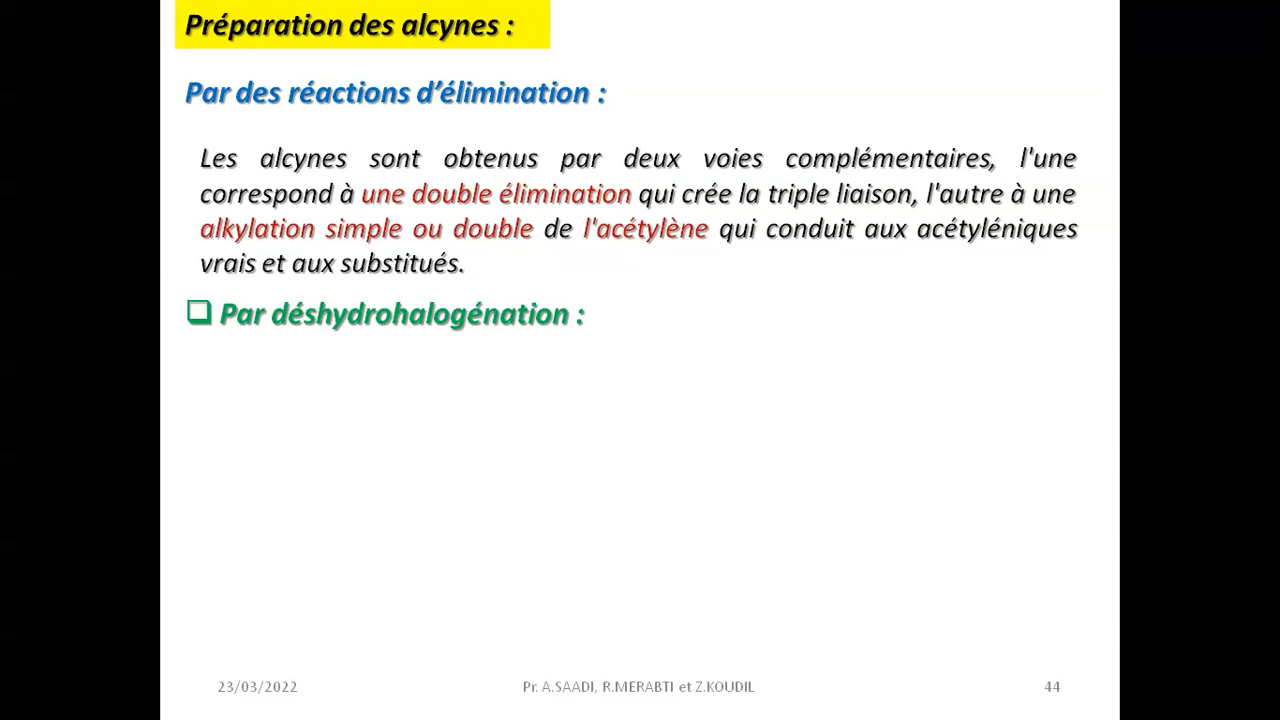 Préparation des alcynes :
Par des réactions d’élimination :
Les alcynes sont obtenus par deux voies complémentaires, l'une
correspond à une double élimination qui crée la triple liaison, l'autre à une
alkylation simple ou double de l'acétylène qui conduit aux acétyléniques
vrais et aux substitués.
Par déshydrohalogénation :
23/03/2022
Pr. A.SAADI, R.MERABTI et Z.KOUDIL
44